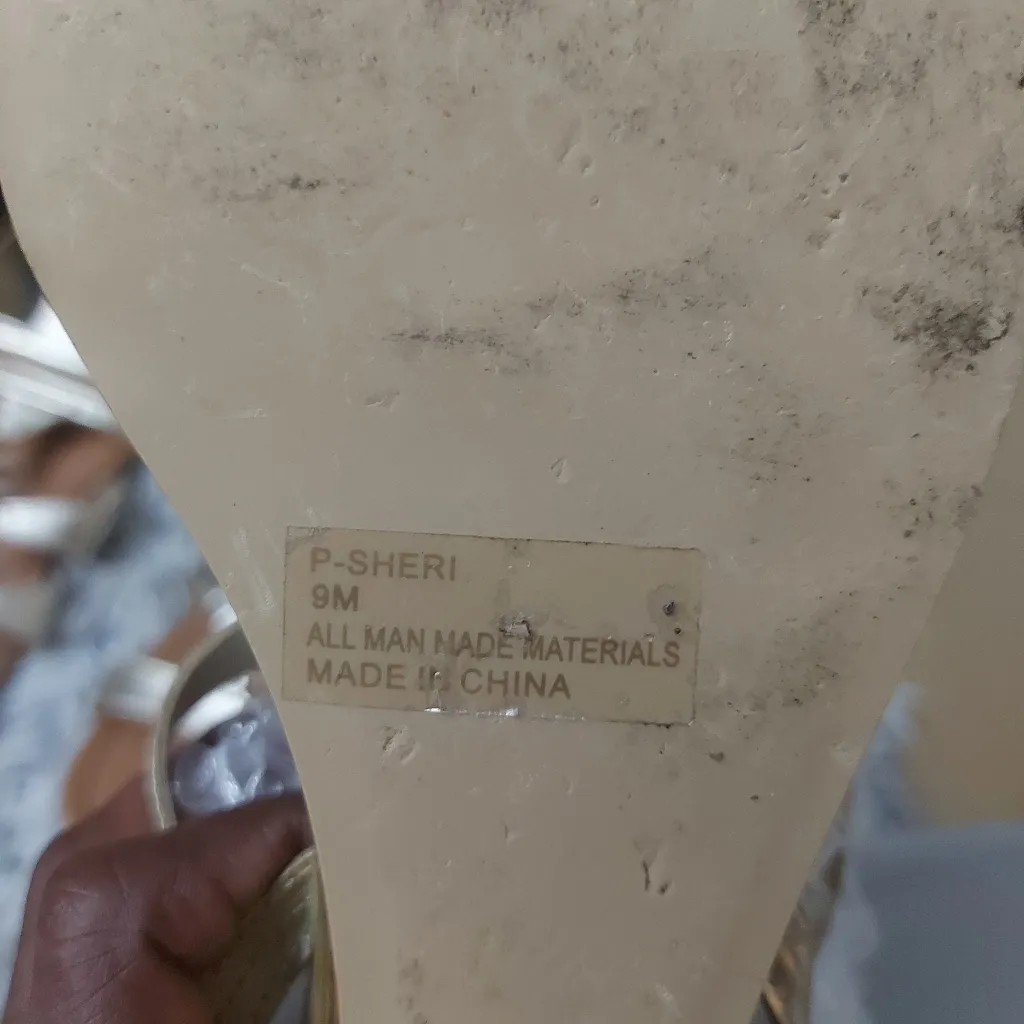 P-SHERI
9M
ALL MAN MADE MATERIALS
MADE IN CHINA